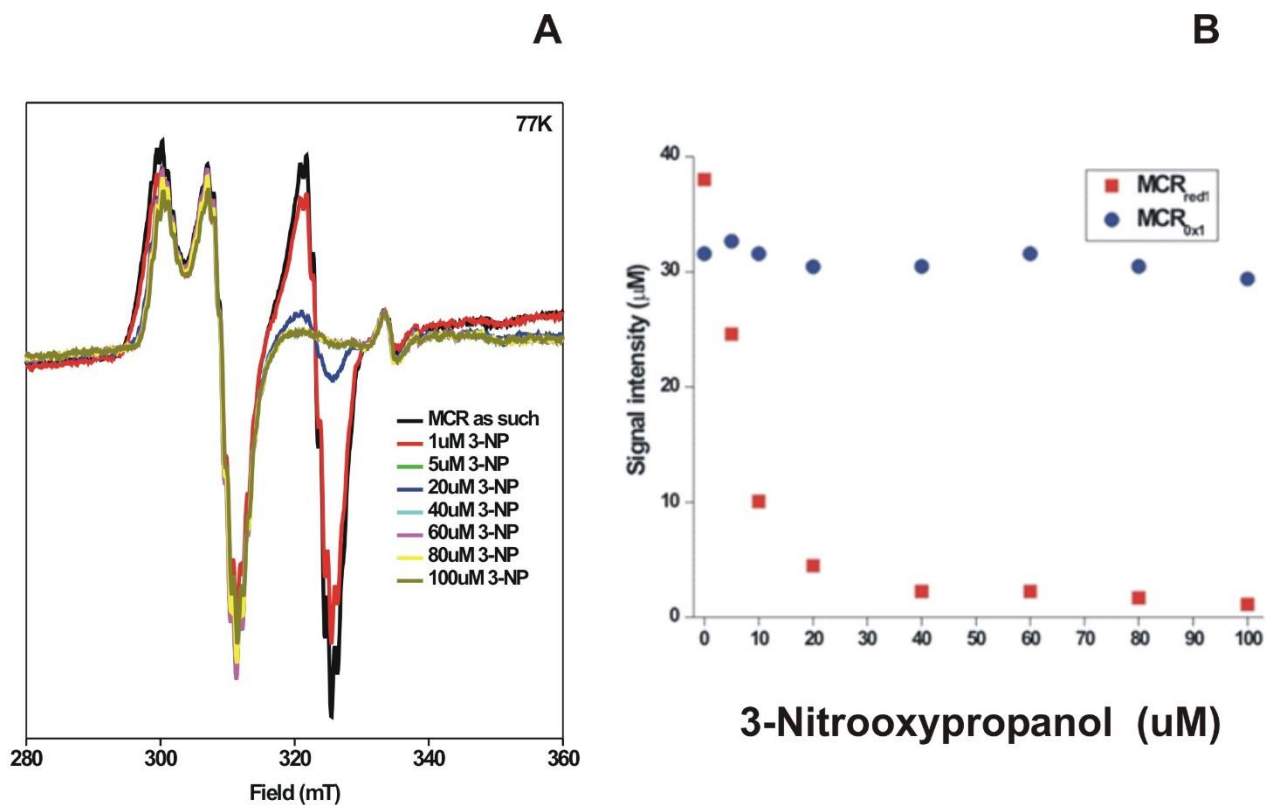 A
77K
MCR as such
1uM 3-NP
5uM 3-NP
20uM 3-NP
40uM 3-NP
60uM 3-NP
80uM 3-NP
100uM 3-NP
280 300 320 340 360
Field (mT)
B
40
30
20
10
0
Signal intensity (μM)
MCRred1
MCR0x1
0 10 20 30 40 50 60 70 80 90 100
3-Nitrooxypropanol (uM)